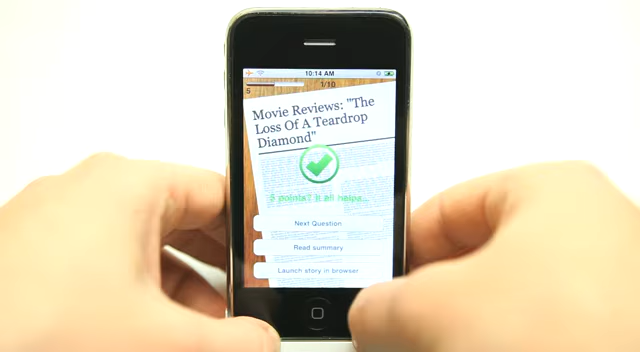 10:14 AM
1/10
5
Movie Reviews: "The
Loss Of A Teardrop
Diamond"
5 points? It all helps...
Next Question
Read summary
Launch story in browser